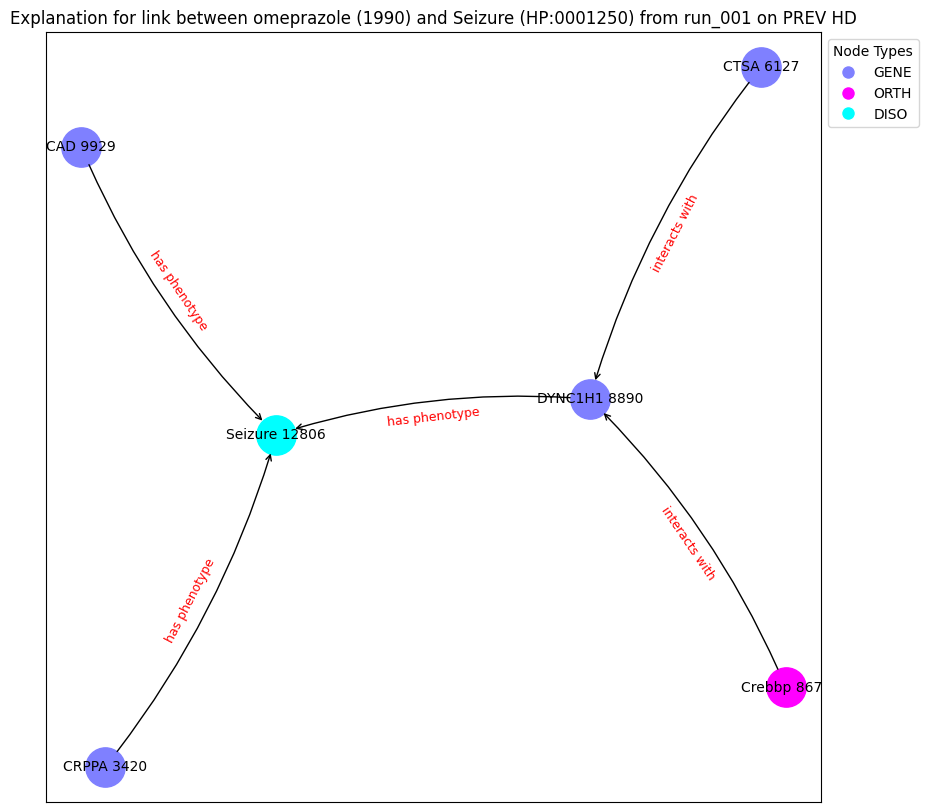 Explanation for link between omeprazole (1990) and Seizure (HP:0001250) from run_001 on PREV HD
Node Types
GENE
ORTH
DISO
CTSA 6127
CAD 9929
interacts with
has phenotype
DYNC1H1 8890
has phenotype
Seizure 12806
interacts with
has phenotype
Crebbp 867
CRPPA 3420